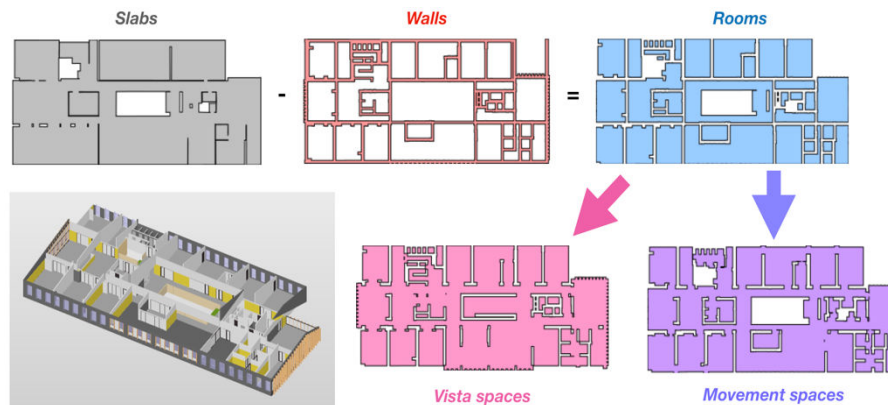 Slabs
Walls
Rooms
-
=
Vista spaces
Movement spaces